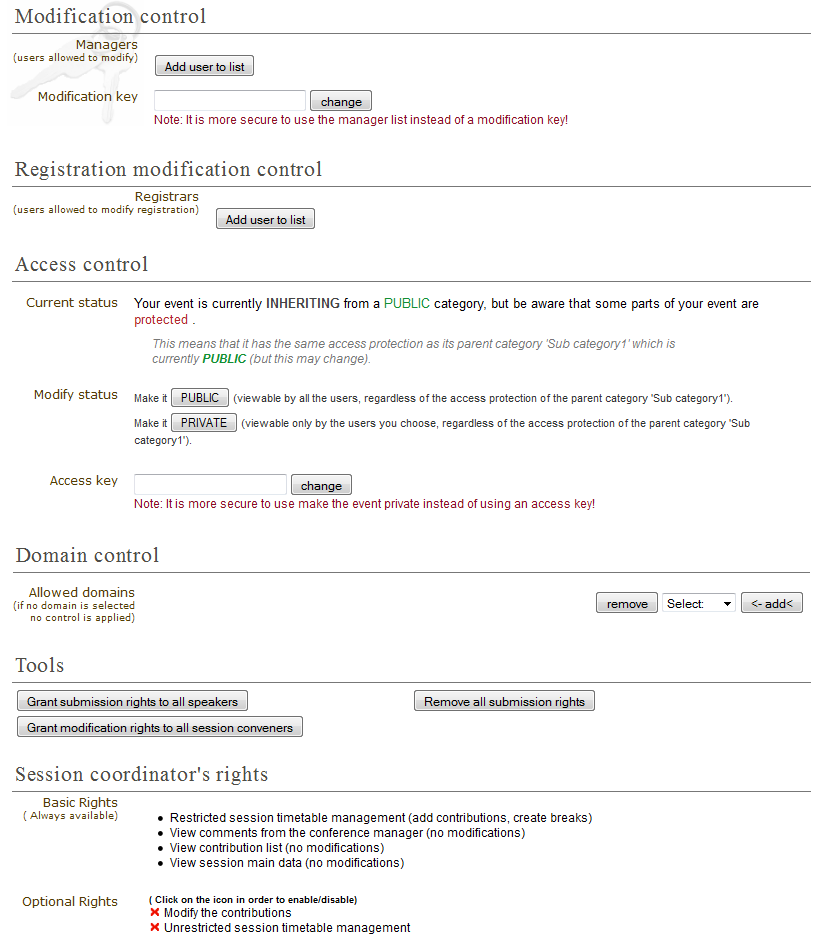 Modification control
Managers
(users allowed to modify)
Add user to list
Modification key
change
Note: It is more secure to use the manager list instead of a modification key!
Registration modification control
Registrars
(users allowed to modify registration)
Add user to list
Access control
Current status
Your event is currently INHERITING from a PUBLIC category, but be aware that some parts of your event are
protected .
This means that it has the same access protection as its parent category 'Sub category1' which is
currently PUBLIC (but this may change).
Modify status
Make it PUBLIC (viewable by all the users, regardless of the access protection of the parent category 'Sub category1').
Make it PRIVATE (viewable only by the users you choose, regardless of the access protection of the parent category 'Sub
category1').
Access key
change
Note: It is more secure to use make the event private instead of using an access key!
Domain control
Allowed domains
(if no domain is selected
no control is applied)
remove Select: <- add<
Tools
Grant submission rights to all speakers Remove all submission rights
Grant modification rights to all session conveners
Session coordinator's rights
Basic Rights
( Always available)
• Restricted session timetable management (add contributions, create breaks)
• View comments from the conference manager (no modifications)
• View contribution list (no modifications)
• View session main data (no modifications)
Optional Rights
( Click on the icon in order to enable/disable)
Modify the contributions
Unrestricted session timetable management